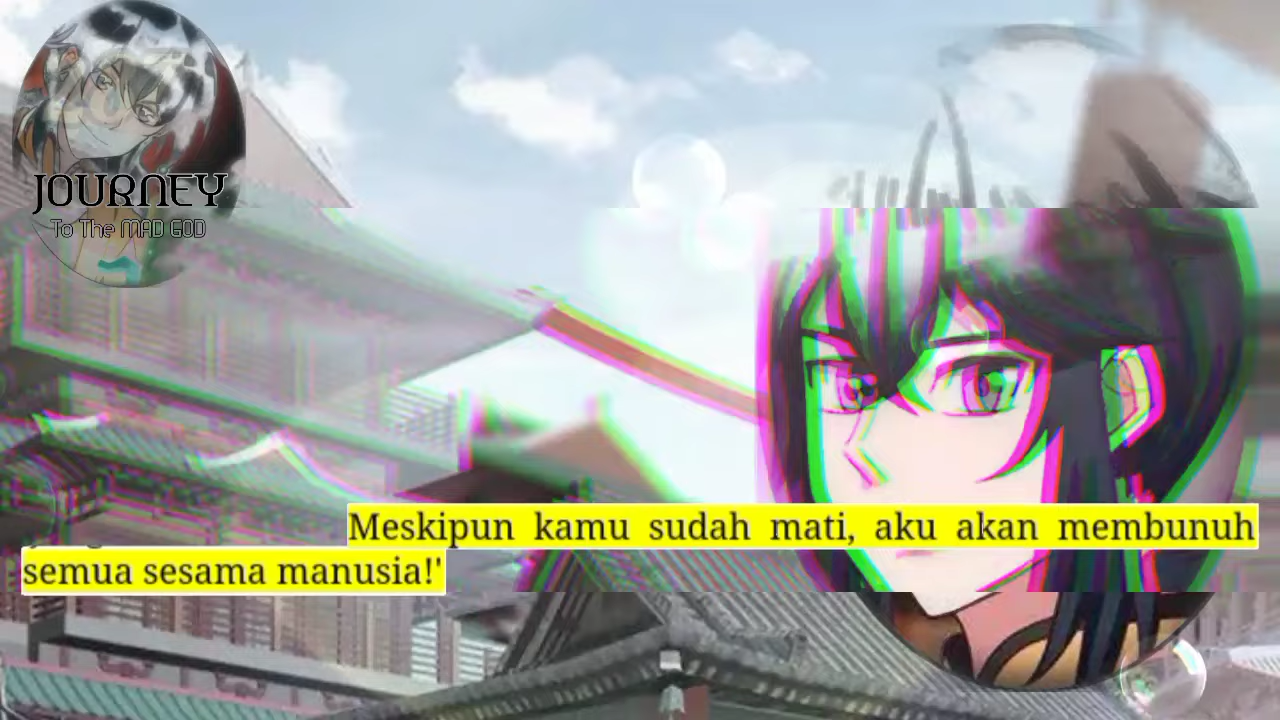 JOURNEY
To The MAD GOD
Meskipun kamu sudah mati, aku akan membunuh
semua sesama manusia!'